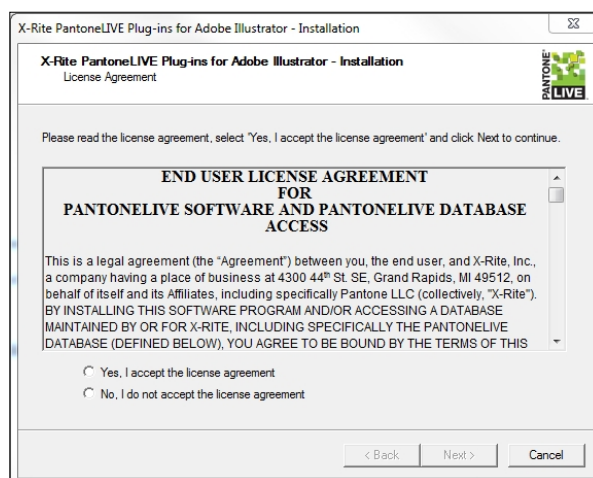 X-Rite PantoneLIVE Plug-ins for Adobe Illustrator - Installation
X-Rite PantoneLIVE Plug-ins for Adobe Illustrator - Installation
License Agreement
PANTONE®
LIVE
Please read the license agreement, select 'Yes, I accept the license agreement' and click Next to continue.
END USER LICENSE AGREEMENT
FOR
PANTONELIVE SOFTWARE AND PANTONELIVE DATABASE
ACCESS
This is a legal agreement (the "Agreement") between you, the end user, and X-Rite, Inc.,
a company having a place of business at 4300 44th St. SE, Grand Rapids, MI 49512, on
behalf of itself and its Affiliates, including specifically Pantone LLC (collectively, "X-Rite").
BY INSTALLING THIS SOFTWARE PROGRAM AND/OR ACCESSING A DATABASE
MAINTAINED BY OR FOR X-RITE, INCLUDING SPECIFICALLY THE PANTONELIVE
DATABASE (DEFINED BELOW), YOU AGREE TO BE BOUND BY THE TERMS OF THIS
Yes, I accept the license agreement
No, I do not accept the license agreement
< Back
Next >
Cancel